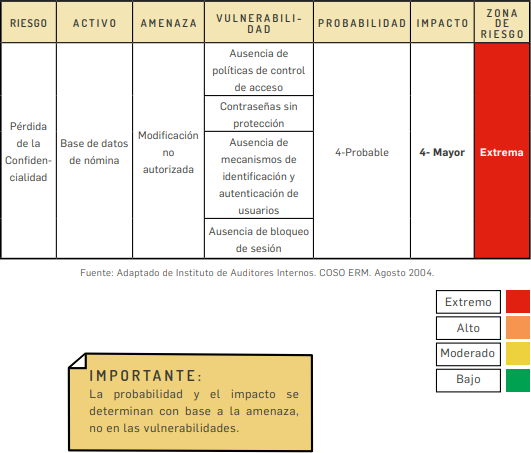 RIESGO ACTIVO AMENAZA VULNERABILI-
DAD PROBABILIDAD IMPACTO ZONA
DE
RIESGO
Pérdida
de la
Confiden-
cialidad
Base de datos
de nómina
Modificación
no
autorizada
Ausencia de
políticas de control
de acceso
Contraseñas sin
protección
Ausencia de
mecanismos de
identificación y
autenticación de
usuarios
Ausencia de bloqueo
de sesión
4-Probable
4- Mayor
Extrema
Fuente: Adaptado de Instituto de Auditores Internos. COSO ERM. Agosto 2004.
Extremo
Alto
Moderado
Bajo
IMPORTANTE:
La probabilidad y el impacto se
determinan con base a la amenaza,
no en las vulnerabilidades.